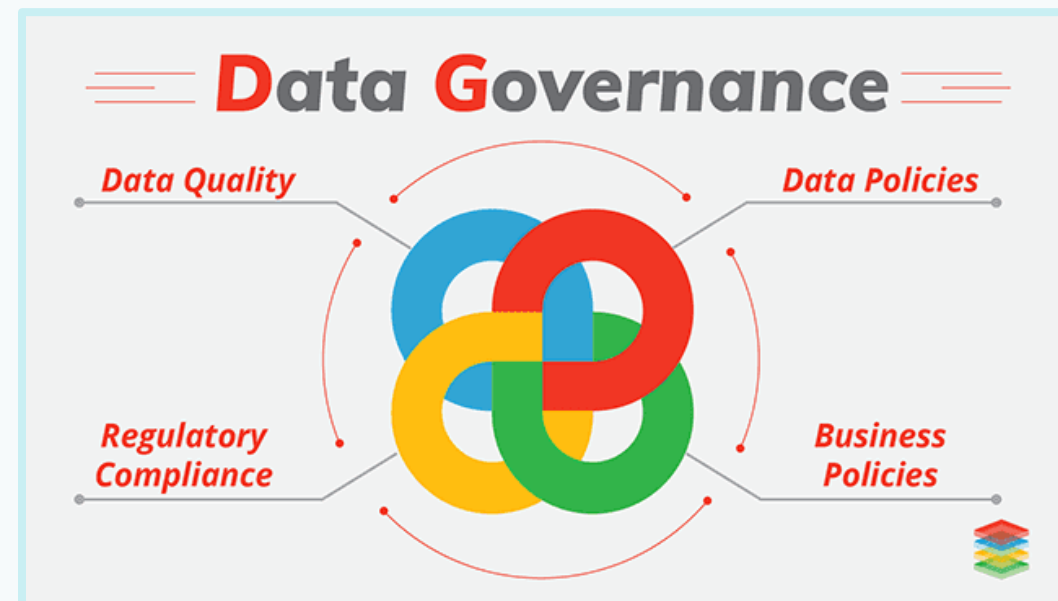 Data Governance
Data Quality
Data Policies
Regulatory
Compliance
Business
Policies